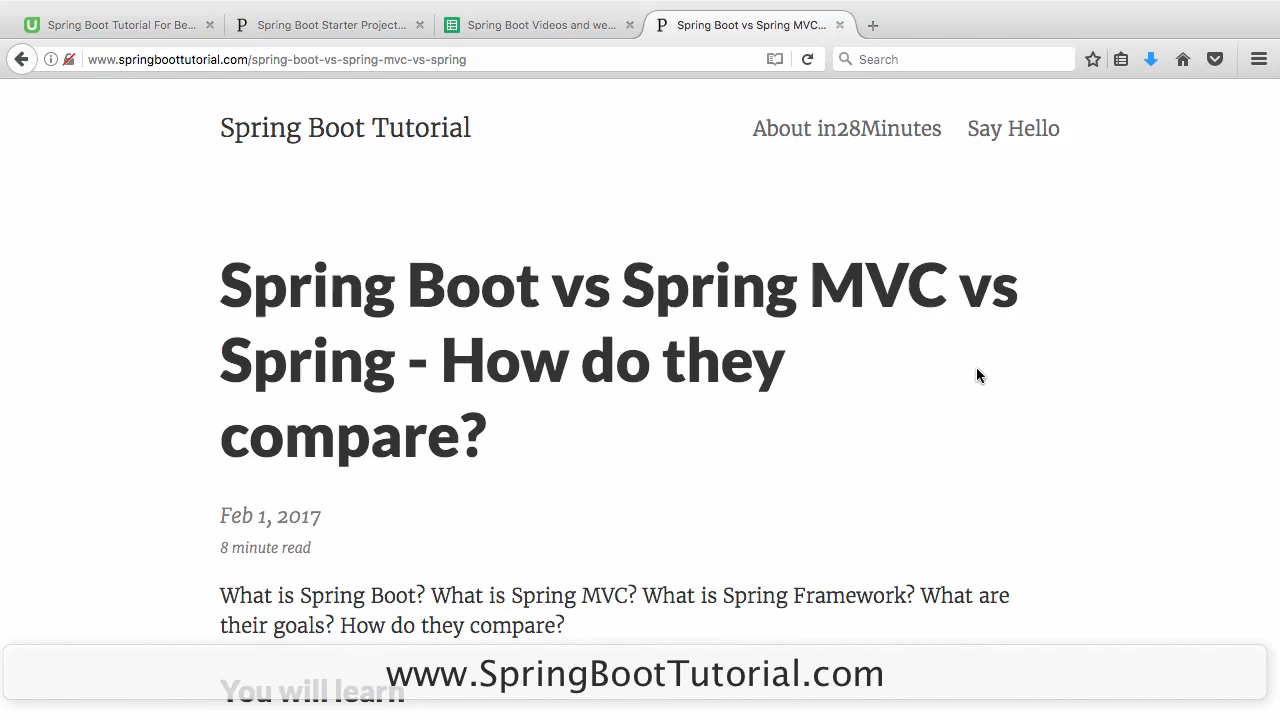 Spring Boot Tutorial For Be...
Spring Boot Starter Project...
Spring Boot Videos and we...
Spring Boot vs Spring MVC...
www.springboottutorial.com/spring-boot-vs-spring-mvc-vs-spring
Search
Spring Boot Tutorial
About in28Minutes
Say Hello
Spring Boot vs Spring MVC vs
Spring - How do they
compare?
Feb 1, 2017
8 minute read
What is Spring Boot? What is Spring MVC? What is Spring Framework? What are
their goals? How do they compare?
www.SpringBootTutorial.com
You will learn